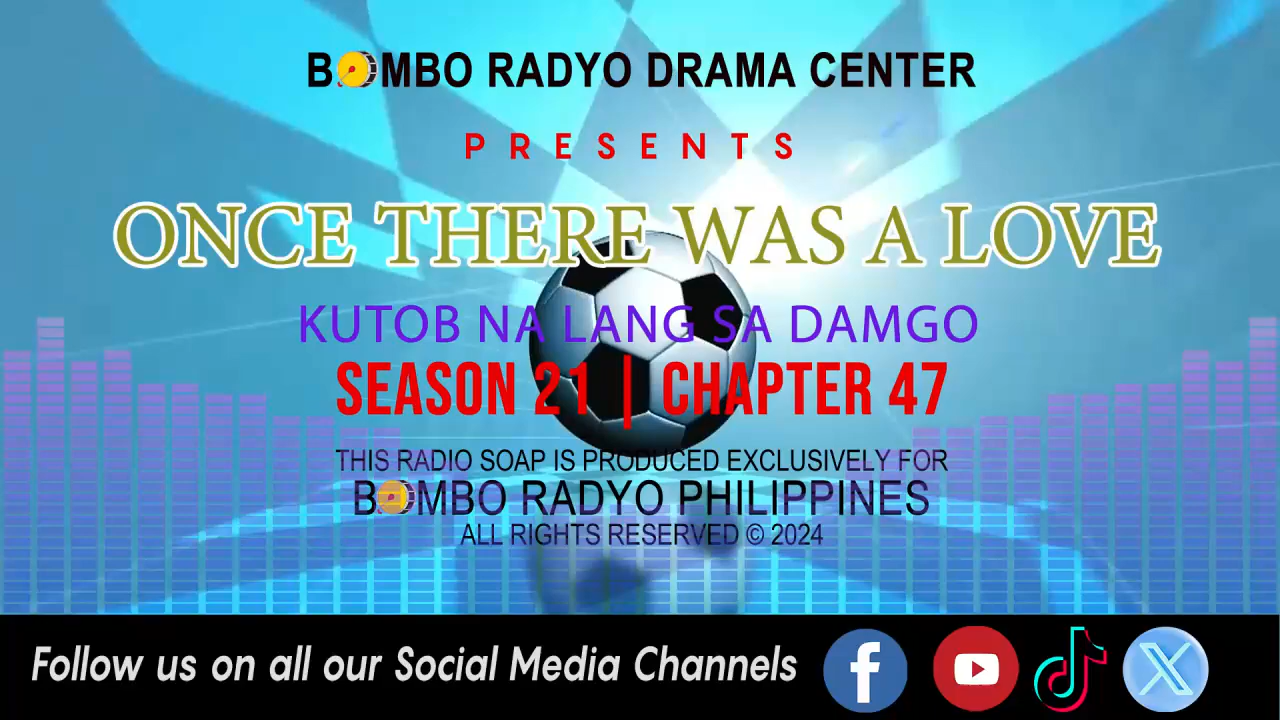 BOMBO RADYO DRAMA CENTER
PRESENTS
ONCE THERE WAS A LOVE
KUTOB NA LANG SA DAMGO
SEASON 21 | CHAPTER 47
THIS RADIO SOAP IS PRODUCED EXCLUSIVELY FOR
BOMBO RADYO PHILIPPINES
ALL RIGHTS RESERVED © 2024
Follow us on all our Social Media Channels